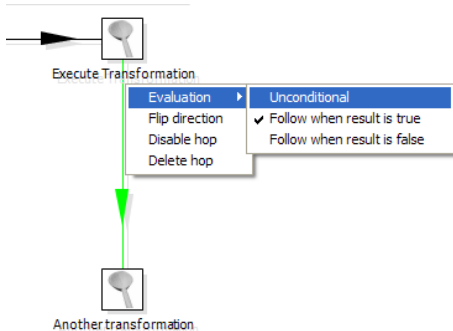 Execute Transformation
Evaluation
Unconditional
Flip direction
Follow when result is true
Disable hop
Follow when result is false
Delete hop
Another transformation